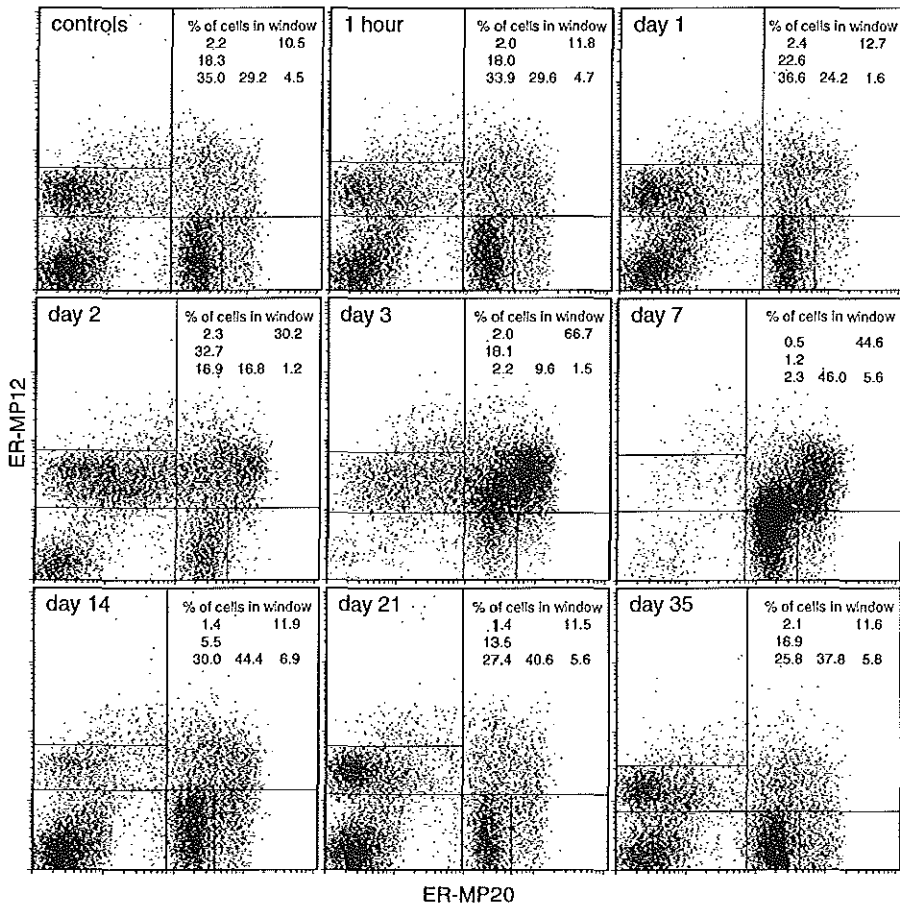 controls
% of cells in window
2.2 10.5
18.3
35.0 29.2 4.5
1 hour
% of cells in window
2.0 11.8
18.0
33.9 29.6 4.7
day 1
% of cells in window
2.4 12.7
22.6
36.6 24.2 1.6
day 2
% of cells in window
2.3 30.2
32.7
16.9 16.8 1.2
day 3
% of cells in window
2.0 66.7
18.1
2.2 9.6 1.5
day 7
% of cells in window
0.5 44.6
1.2
2.3 46.0 5.6
day 14
% of cells in window
1.4 11.9
5.5
30.0 44.4 6.9
day 21
% of cells in window
1.4 11.5
13.5
27.4 40.6 5.6
day 35
% of cells in window
2.1 11.6
16.9
25.8 37.8 5.8
ER-MP12
ER-MP20